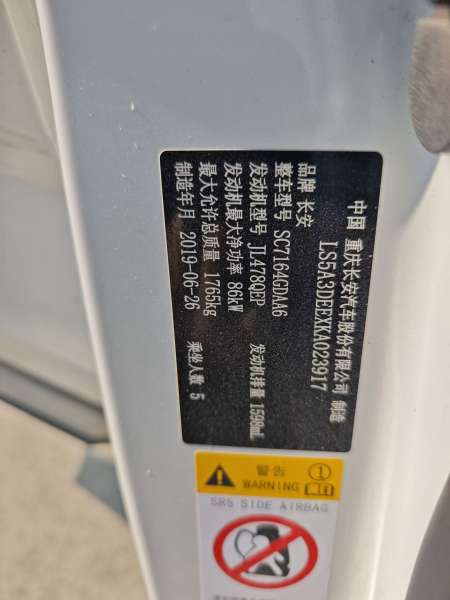 中国 重庆长安汽车股份有限公司 制造
LS5A3DEEXKA023917
品牌 长安
整车型号 SC7164GDAA6
发动机型号 JL478QEP 发动机排量 1598mL
发动机最大净功率 86kW
最大允许总质量 1765kg
制造年月 2019-06-26 乘坐人数 5
警告
WARNING
SRS SIDE AIRBAG